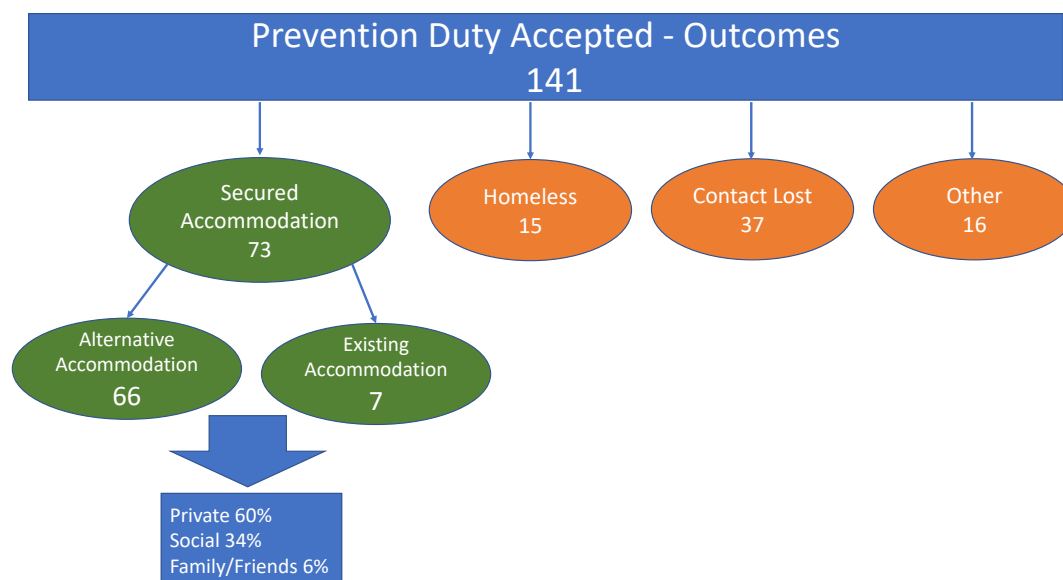 Prevention Duty Accepted - Outcomes
141
Secured
Accommodation
73
Homeless
15
Contact Lost
37
Other
16
Alternative
Accommodation
66
Existing
Accommodation
7
Private 60%
Social 34%
Family/Friends 6%